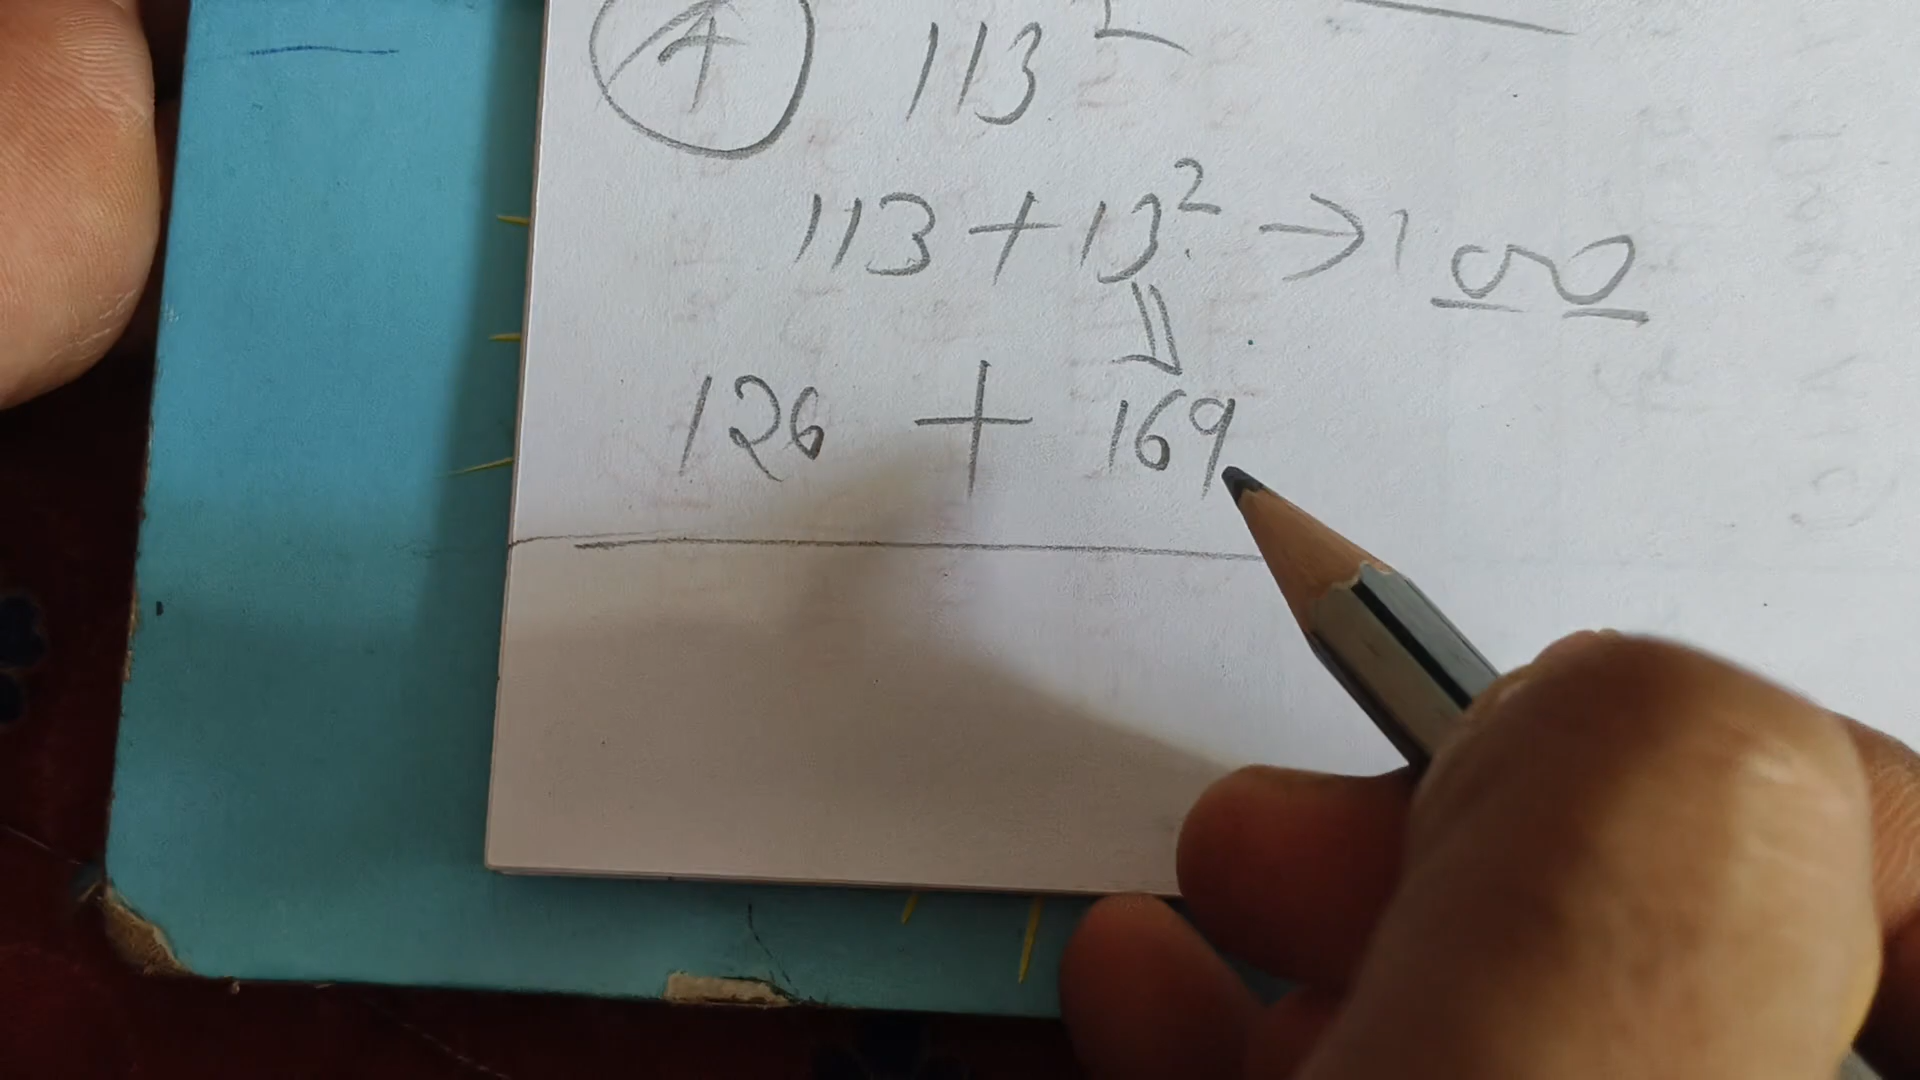 4 113²
113 + 13² → 100
126 + 169